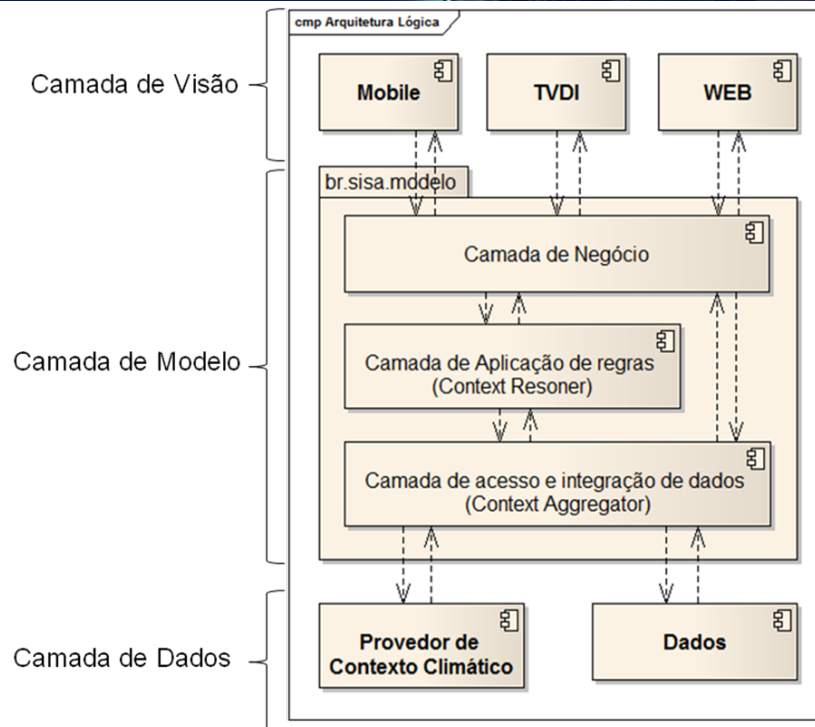 cmp Arquitetura Lógica
Camada de Visão
Mobile
TVDI
WEB
br.sisa.modelo
Camada de Negócio
Camada de Modelo
Camada de Aplicação de regras
(Context Resoner)
Camada de acesso e integração de dados
(Context Aggregator)
Camada de Dados
Provedor de
Contexto Climático
Dados